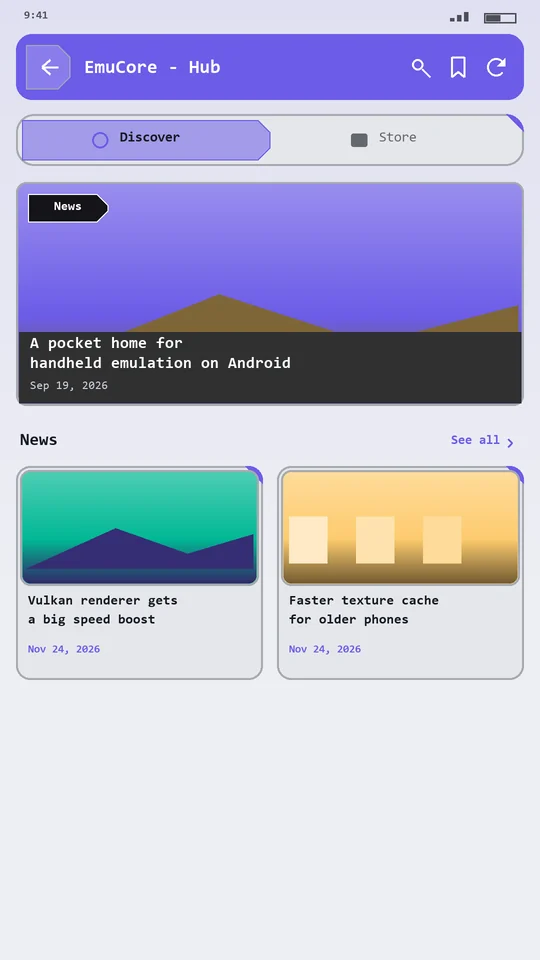 9:41
EmuCore - Hub
Discover
Store
News
A pocket home for
handheld emulation on Android
Sep 19, 2026
News
See all
Vulkan renderer gets
a big speed boost
Nov 24, 2026
Faster texture cache
for older phones
Nov 24, 2026